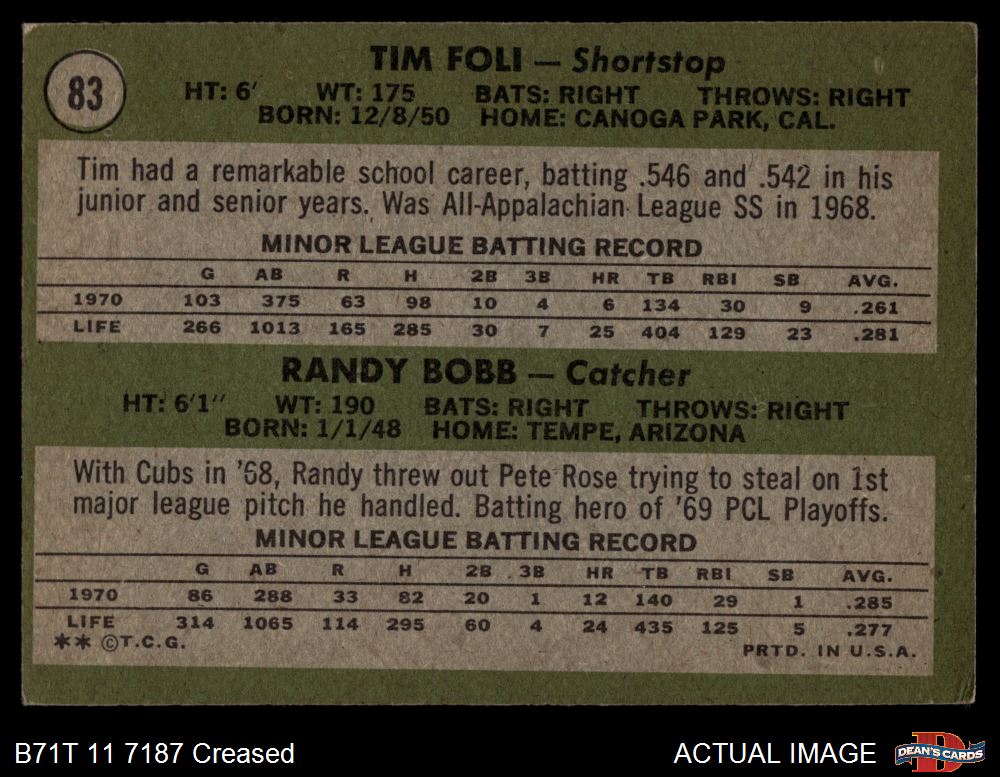 83
TIM FOLI — Shortstop
HT: 6' WT: 175 BATS: RIGHT THROWS: RIGHT
BORN: 12/8/50 HOME: CANOGA PARK, CAL.
Tim had a remarkable school career, batting .546 and .542 in his
junior and senior years. Was All-Appalachian League SS in 1968.
MINOR LEAGUE BATTING RECORD
G AB R H 2B 3B HR TB RBI SB AVG.
1970 103 375 63 98 10 4 6 134 30 9 .261
LIFE 266 1013 165 285 30 7 25 404 129 23 .281
RANDY BOBB — Catcher
HT: 6'1" WT: 190 BATS: RIGHT THROWS: RIGHT
BORN: 1/1/48 HOME: TEMPE, ARIZONA
With Cubs in '68, Randy threw out Pete Rose trying to steal on 1st
major league pitch he handled. Batting hero of '69 PCL Playoffs.
MINOR LEAGUE BATTING RECORD
G AB R H 2B 3B HR TB RBI SB AVG.
1970 86 288 33 82 20 1 12 140 29 1 .285
LIFE 314 1065 114 295 60 4 24 435 125 5 .277
** ©T.C.G. PRTD. IN U.S.A.
B71T 11 7187 Creased ACTUAL IMAGE DEAN'S CARDS